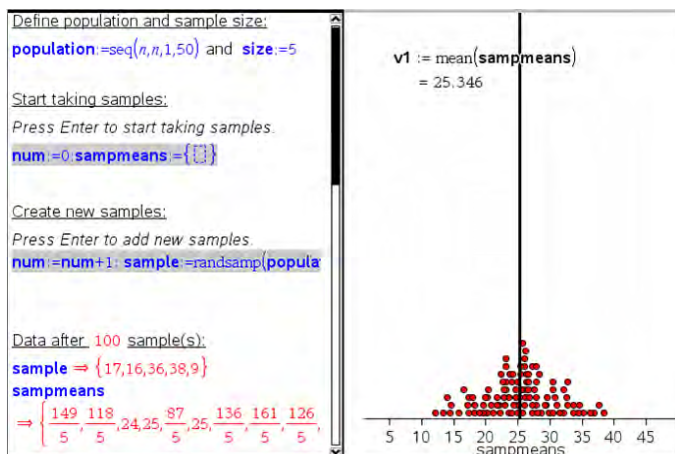 Define population and sample size:
population:=seq(n,n,1,50) and size:=5
Start taking samples:
Press Enter to start taking samples.
num:=0:sampmeans:={[]}
Create new samples:
Press Enter to add new samples.
num:=num+1: sample:=randsamp(populat
Data after 100 sample(s):
sample ⇒ {17,16,36,38,9}
sampmeans
⇒ {149/5, 118/5, 24,25, 87/5, 25, 136/5, 161/5, 126/5,
v1 := mean(sampmeans)
= 25.346
5 10 15 20 25 30 35 40 45
sampmeans